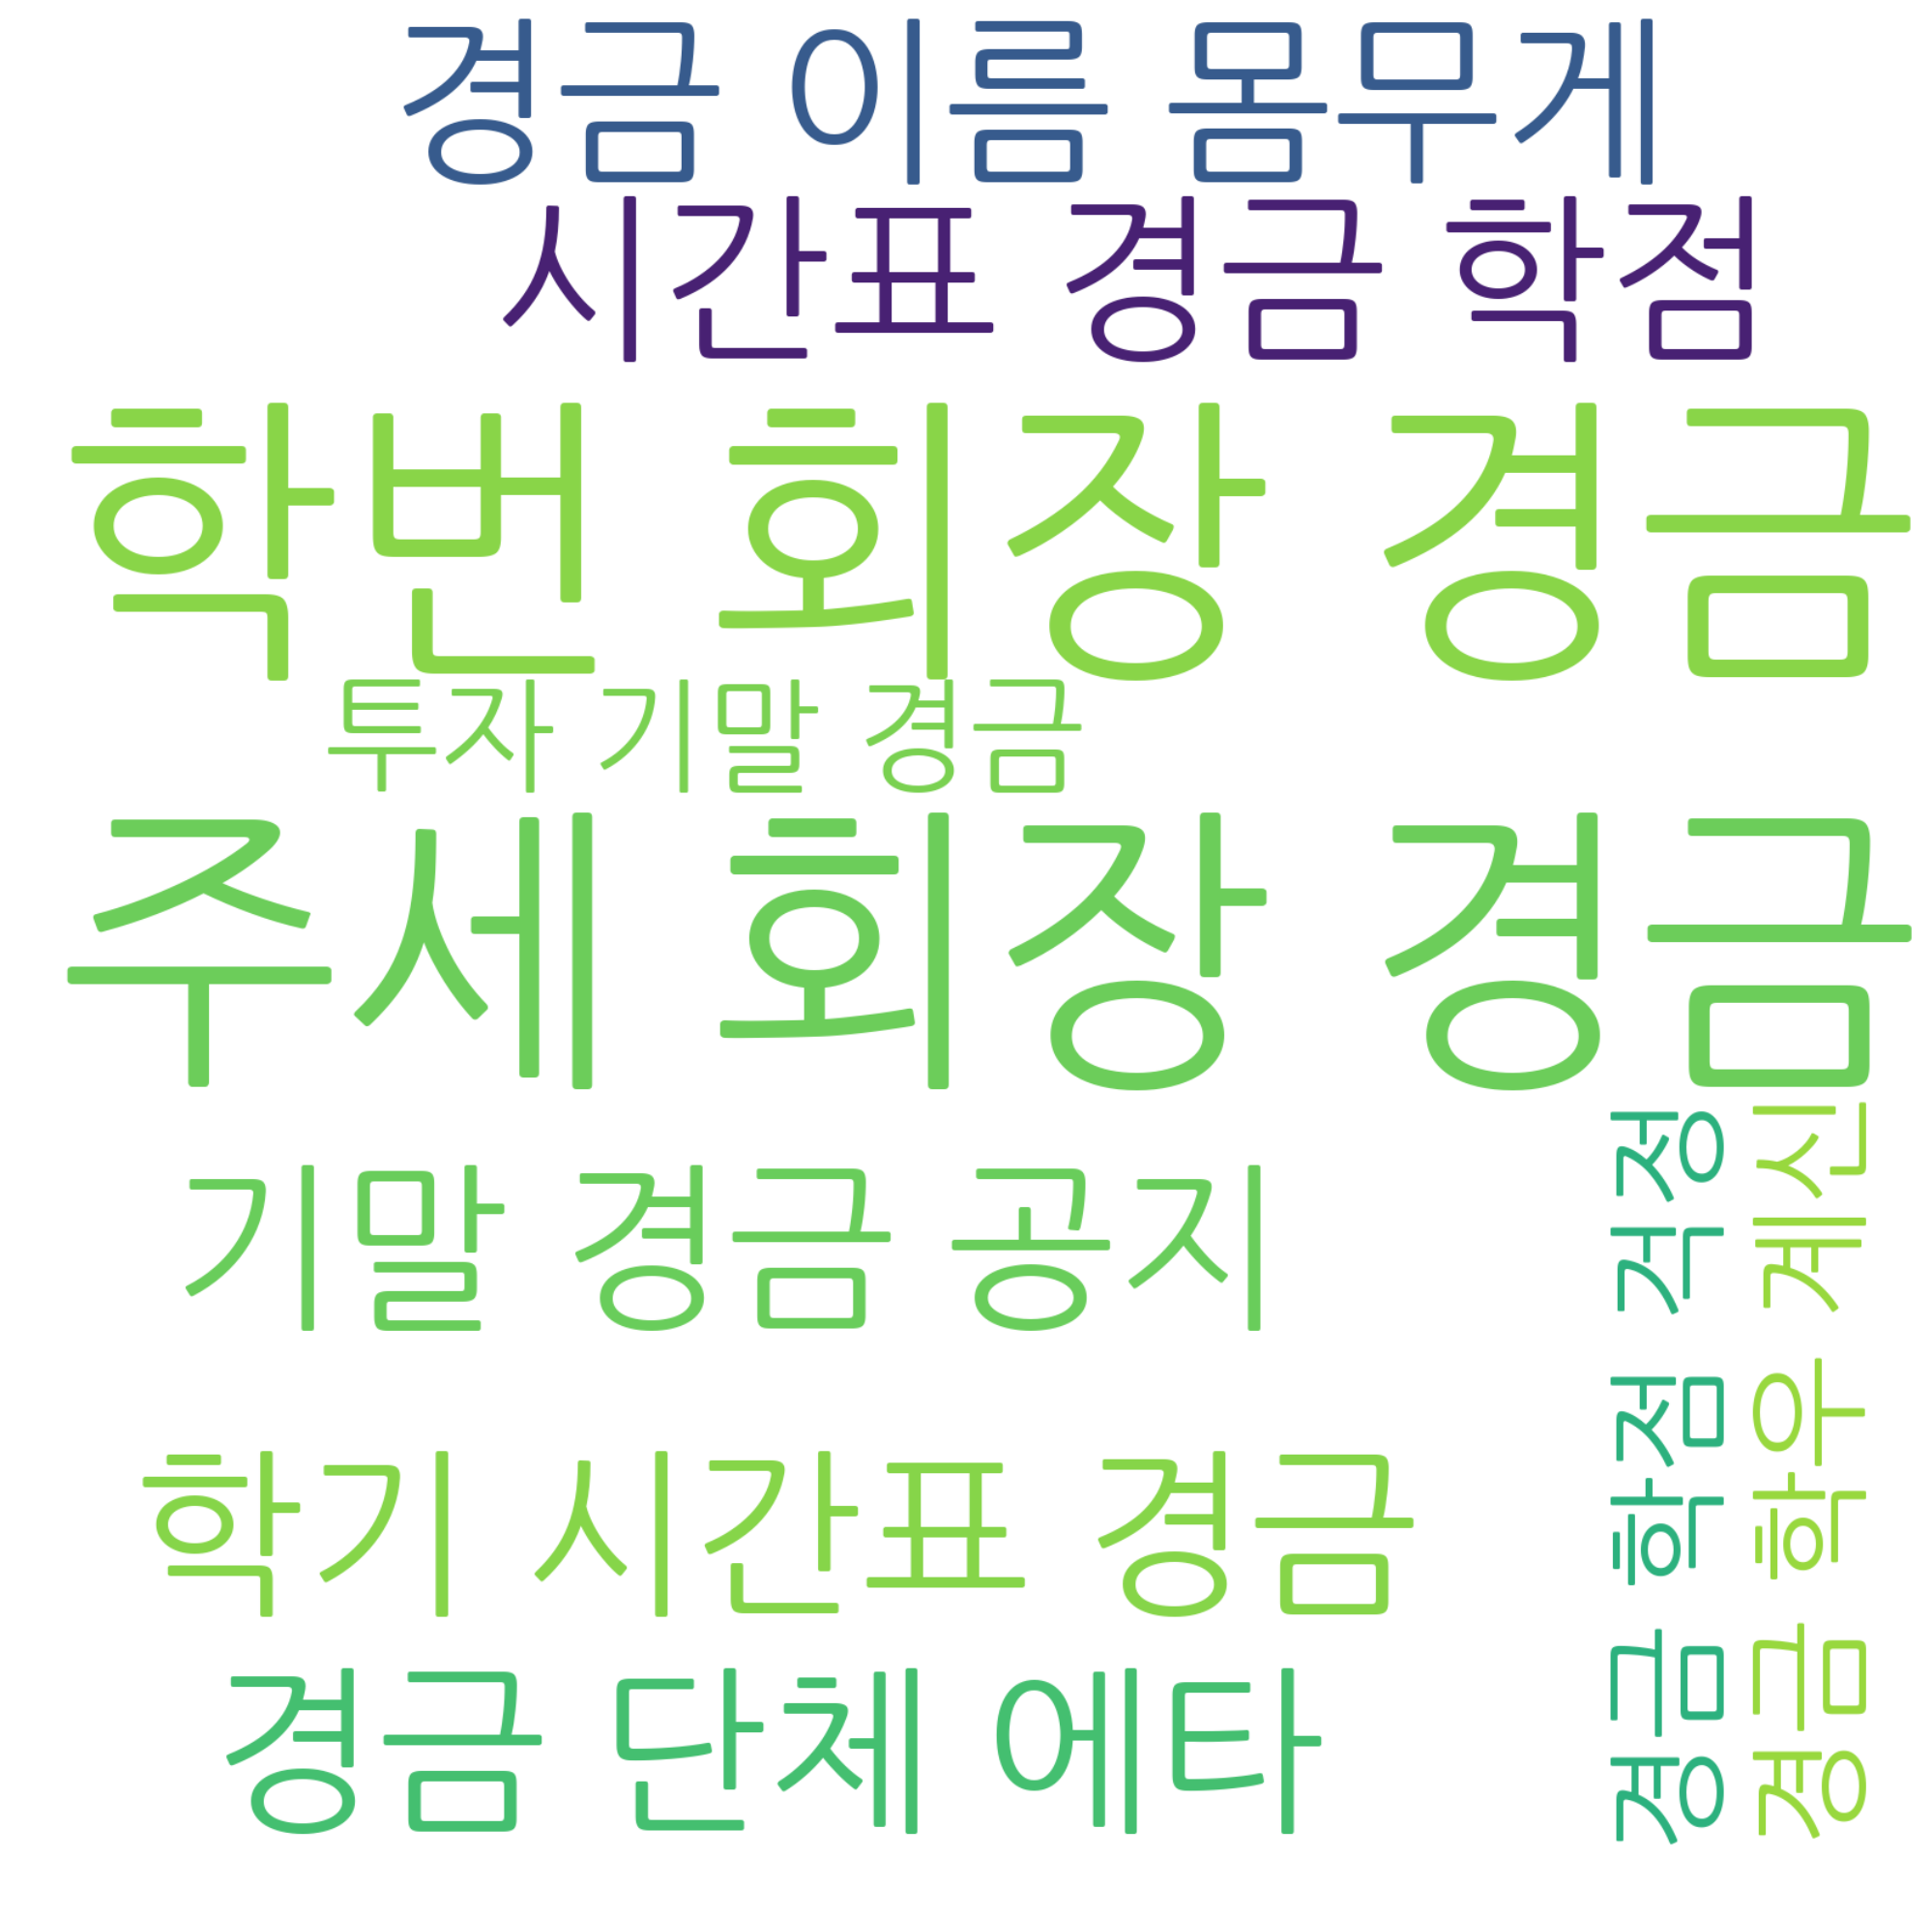 경금 이름 몸무게
시간표 경금 학점
학번 회장 경금
투자 기말 경금
주세 회장 경금
기말 경금 공지
학기 시간표 경금
경금 단체 에타
경금 학점 걱정
경금 학우 계신